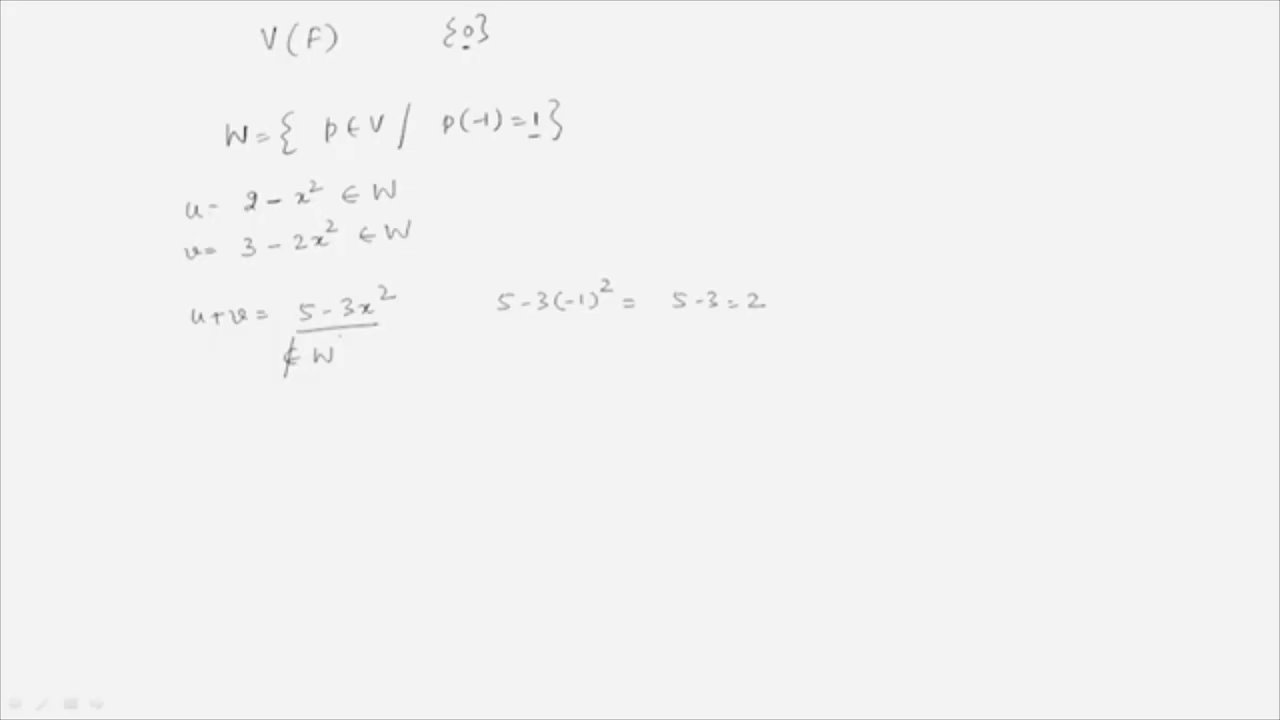 V(F) {0}
W = { p ∈ V / p(-1) = 1}
u = 2 - x² ∈ W
v = 3 - 2x² ∈ W
u + v = 5 - 3x² 5 - 3(-1)² = 5 - 3 = 2
∉ W